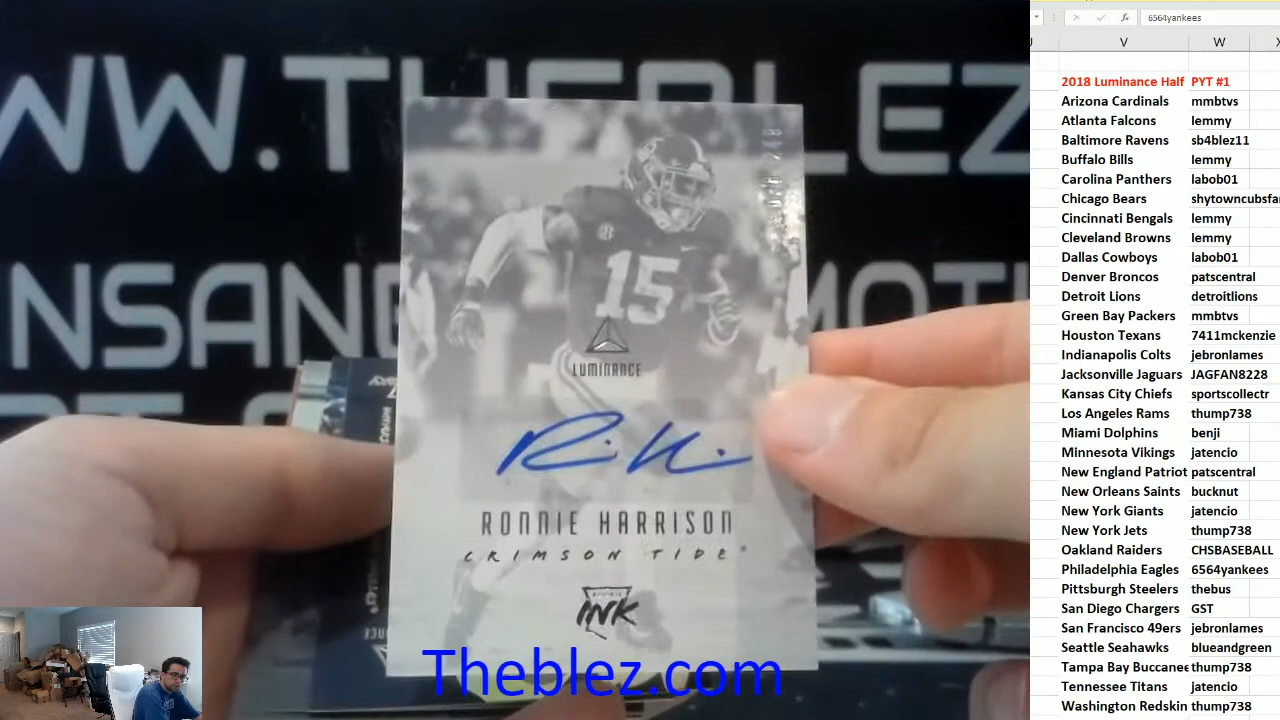 WW.THEBLEZ
NSAN
MOTI
15
LUMINANCE
RONNIE HARRISON
CRIMSON TIDE
INK
Theblez.com
6564yankees
V W
2018 Luminance Half PYT #1
Arizona Cardinals mmbtvs
Atlanta Falcons lemmy
Baltimore Ravens sb4blez11
Buffalo Bills lemmy
Carolina Panthers labob01
Chicago Bears shytowncubsfa
Cincinnati Bengals lemmy
Cleveland Browns lemmy
Dallas Cowboys labob01
Denver Broncos patscentral
Detroit Lions detroitlions
Green Bay Packers mmbtvs
Houston Texans 7411mckenzie
Indianapolis Colts jebronlames
Jacksonville Jaguars JAGFAN8228
Kansas City Chiefs sportscollectr
Los Angeles Rams thump738
Miami Dolphins benji
Minnesota Vikings jatencio
New England Patriot patscentral
New Orleans Saints bucknut
New York Giants jatencio
New York Jets thump738
Oakland Raiders CHSBASEBALL
Philadelphia Eagles 6564yankees
Pittsburgh Steelers thebus
San Diego Chargers GST
San Francisco 49ers jebronlames
Seattle Seahawks blueandgreen
Tampa Bay Buccanee thump738
Tennessee Titans jatencio
Washington Redskin thump738